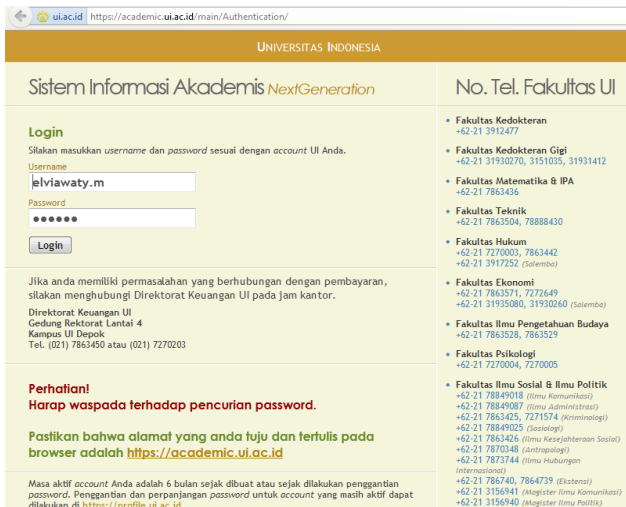 ui.ac.id https://academic.ui.ac.id/main/Authentication/
UNIVERSITAS INDONESIA
Sistem Informasi Akademis NextGeneration
Login
Silakan masukkan username dan password sesuai dengan account UI Anda.
Username
elviawaty.m
Password
●●●●●●
Login
Jika anda memiliki permasalahan yang berhubungan dengan pembayaran,
silakan menghubungi Direktorat Keuangan UI pada jam kantor.
Direktorat Keuangan UI
Gedung Rektorat Lantai 4
Kampus UI Depok
Tel. (021) 7863450 atau (021) 7270203
Perhatian!
Harap waspada terhadap pencurian password.
Pastikan bahwa alamat yang anda tuju dan tertulis pada
browser adalah https://academic.ui.ac.id
Masa aktif account Anda adalah 6 bulan sejak dibuat atau sejak dilakukan penggantian
password. Penggantian dan perpanjangan password untuk account yang masih aktif dapat
dilakukan di https://profile.ui.ac.id
No. Tel. Fakultas UI
• Fakultas Kedokteran
+62-21 3912477
• Fakultas Kedokteran Gigi
+62-21 31930270, 3151035, 31931412
• Fakultas Matematika & IPA
+62-21 7863436
• Fakultas Teknik
+62-21 7863504, 78888430
• Fakultas Hukum
+62-21 7270003, 7863442
+62-21 3917252 (Salemba)
• Fakultas Ekonomi
+62-21 7863571, 7272649
+62-21 31935080, 31930260 (Salemba)
• Fakultas Ilmu Pengetahuan Budaya
+62-21 7863528, 7863529
• Fakultas Psikologi
+62-21 7270004, 7270005
• Fakultas Ilmu Sosial & Ilmu Politik
+62-21 78849018 (Ilmu Komunikasi)
+62-21 78849087 (Ilmu Administrasi)
+62-21 7863425, 7271574 (Kriminologi)
+62-21 78849025 (Sosiologi)
+62-21 7863426 (Ilmu Kesejahteraan Sosial)
+62-21 7870348 (Antropologi)
+62-21 7873744 (Ilmu Hubungan
Internasional)
+62-21 786740, 7864739 (Ekstensi)
+62-21 3156941 (Magister Ilmu Komunikasi)
+62-21 3156940 (Magister Ilmu Politik)